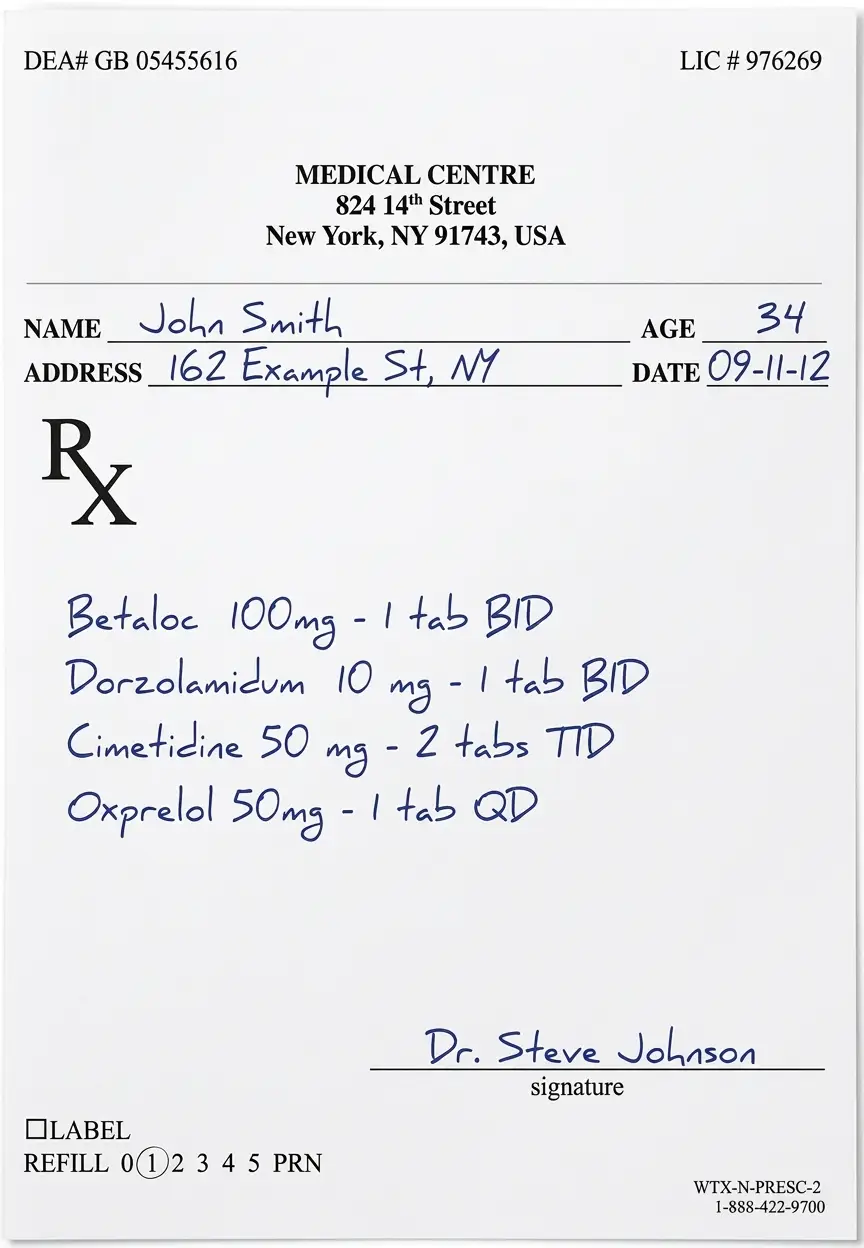 DEA# GB 05455616
LIC # 976269
MEDICAL CENTRE
824 14th Street
New York, NY 91743, USA
NAME John Smith AGE 34
ADDRESS 162 Example St, NY DATE 09-11-12
Rx
Betaloc 100mg - 1 tab BID
Dorzolamidum 10 mg - 1 tab BID
Cimetidine 50 mg - 2 tabs TID
Oxprelol 50mg - 1 tab QD
Dr. Steve Johnson
signature
LABEL
REFILL 0 1 2 3 4 5 PRN
WTX-N-PRESC-2
1-888-422-9700